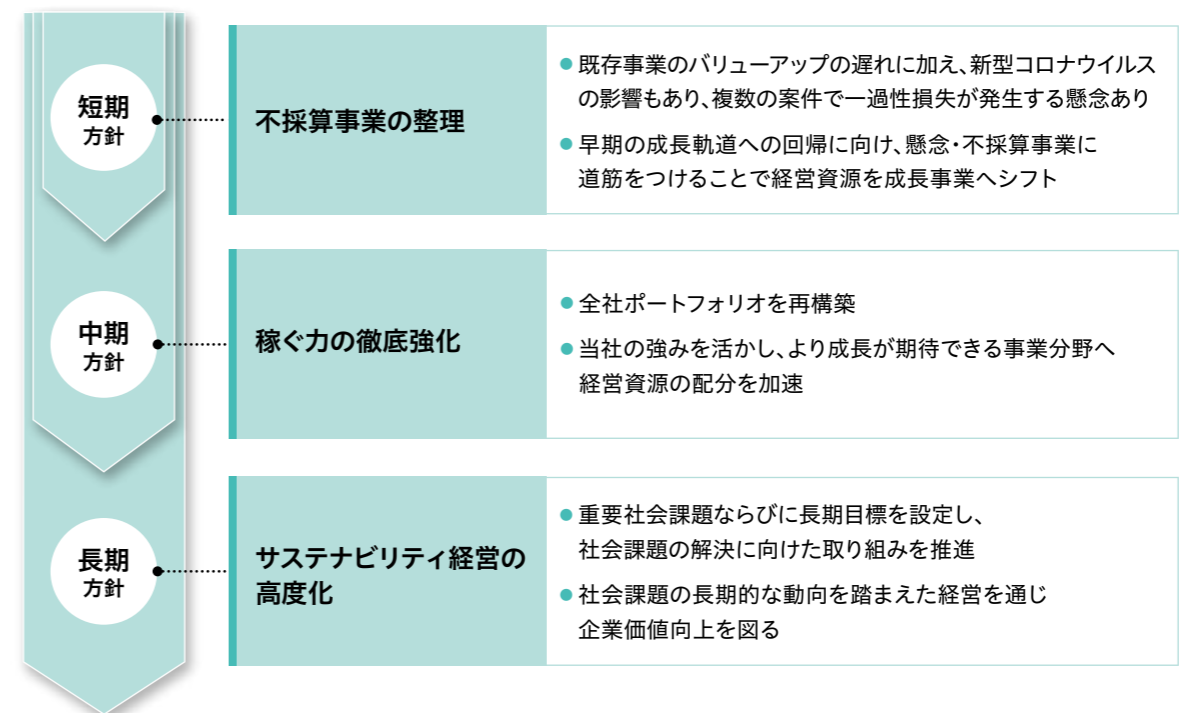 短期
方針
不採算事業の整理
●既存事業のバリューアップの遅れに加え、新型コロナウイルス
の影響もあり、複数の案件で一過性損失が発生する懸念あり
●早期の成長軌道への回帰に向け、懸念・不採算事業に
道筋をつけることで経営資源を成長事業へシフト
中期
方針
稼ぐ力の徹底強化
●全社ポートフォリオを再構築
●当社の強みを活かし、より成長が期待できる事業分野へ
経営資源の配分を加速
長期
方針
サステナビリティ経営の
高度化
●重要社会課題ならびに長期目標を設定し、
社会課題の解決に向けた取り組みを推進
●社会課題の長期的な動向を踏まえた経営を通じ
企業価値向上を図る